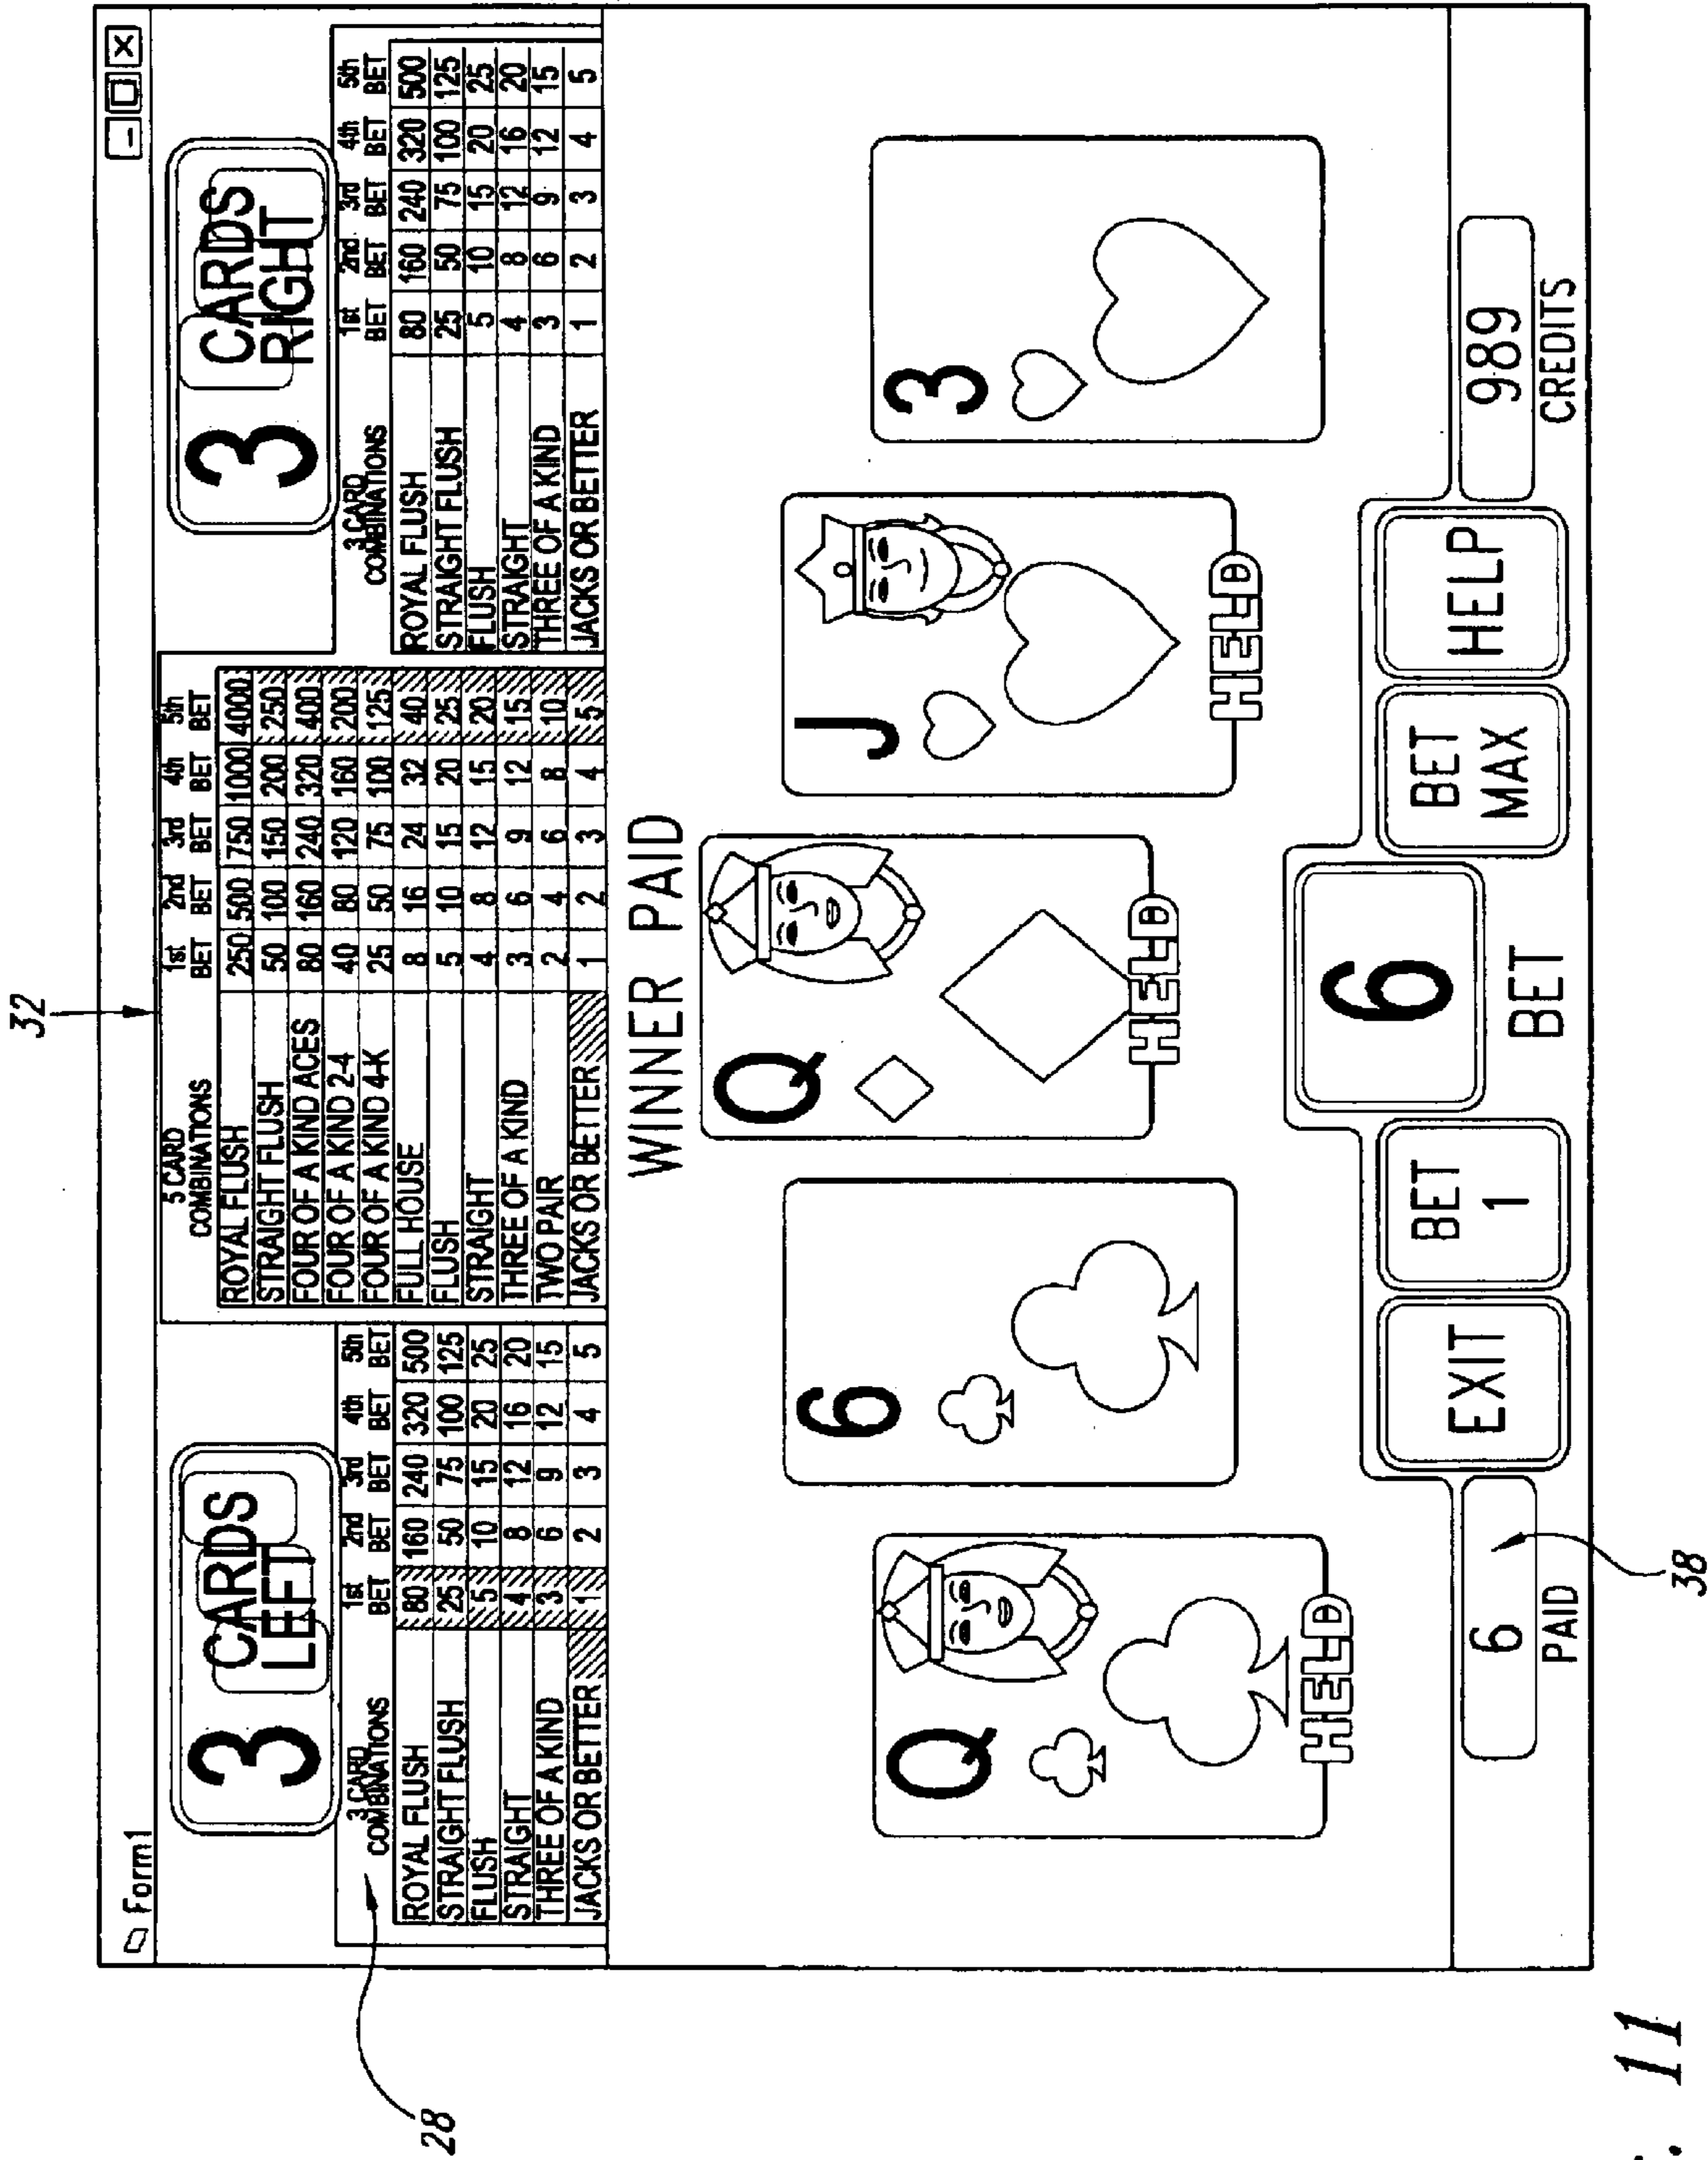 32
Form1
3 CARDS
LEFT
3 CARDS
RIGHT
3 CARD
COMBINATIONS 1st BET 2nd BET 3rd BET 4th BET 5th BET
ROYAL FLUSH 80 160 240 320 500
STRAIGHT FLUSH 25 50 75 100 125
FLUSH 5 10 15 20 25
STRAIGHT 4 8 12 16 20
THREE OF A KIND 3 6 9 12 15
JACKS OR BETTER 1 2 3 4 5
5 CARD
COMBINATIONS 1st BET 2nd BET 3rd BET 4th BET 5th BET
ROYAL FLUSH 250 500 750 1000 4000
STRAIGHT FLUSH 50 100 150 200 250
FOUR OF A KIND ACES 80 160 240 320 400
FOUR OF A KIND 2-4 40 80 120 160 200
FOUR OF A KIND 4-K 25 50 75 100 125
FULL HOUSE 8 16 24 32 40
FLUSH 5 10 15 20 25
STRAIGHT 4 8 12 15 20
THREE OF A KIND 3 6 9 12 15
TWO PAIR 2 4 6 8 10
JACKS OR BETTER 1 2 3 4 5
3 CARD
COMBINATIONS 1st BET 2nd BET 3rd BET 4th BET 5th BET
ROYAL FLUSH 80 160 240 320 500
STRAIGHT FLUSH 25 50 75 100 125
FLUSH 5 10 15 20 25
STRAIGHT 4 8 12 16 20
THREE OF A KIND 3 6 9 12 15
JACKS OR BETTER 1 2 3 4 5
28
WINNER PAID
Q
HELD
6
Q
HELD
J
HELD
3
6
PAID
EXIT
BET
1
6
BET
BET
MAX
HELP
989
CREDITS
38
11